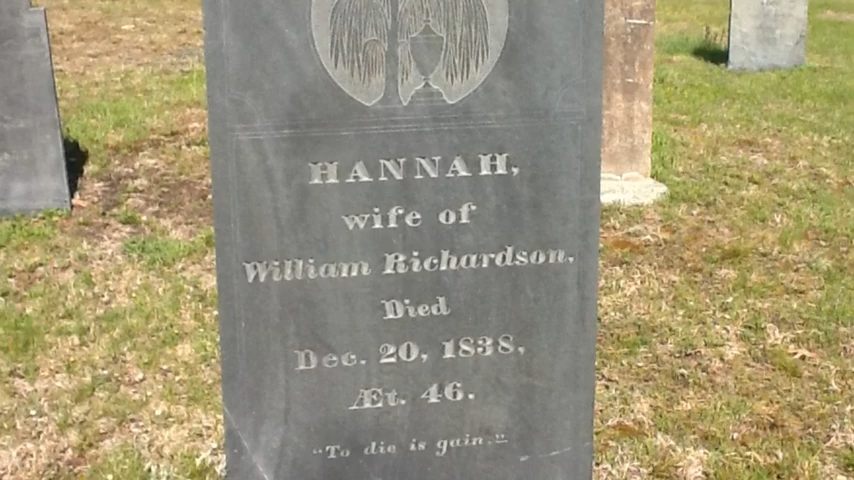 HANNAH,
wife of
William Richardson,
Died
Dec. 20, 1838,
Æt. 46.
"To die is gain."